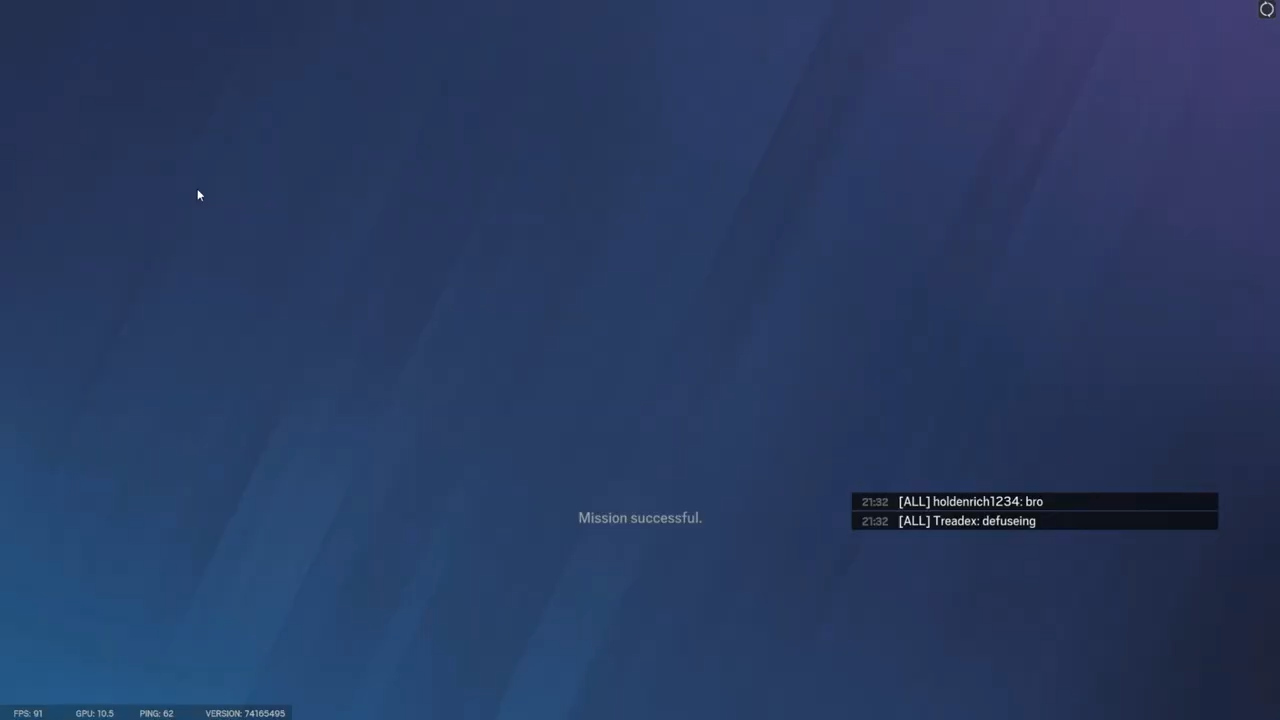 21:32 [ALL] holdenrich1234: bro
Mission successful.
21:32 [ALL] Treadex: defuseing
FPS: 91 GPU: 10.5 PING: 62 VERSION: 74165495